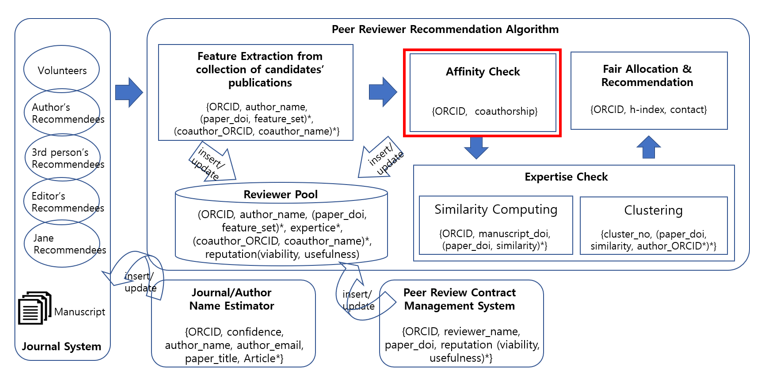 Peer Reviewer Recommendation Algorithm
Volunteers
Author's
Recommendees
3rd person's
Recommendees
Editor's
Recommendees
Jane
Recommendees
Manuscript
Journal System
Feature Extraction from
collection of candidates'
publications
{ORCID, author_name,
(paper_doi, feature_set)*,
(coauthor_ORCID, coauthor_name)*}
Affinity Check
{ORCID, coauthorship}
Fair Allocation &
Recommendation
{ORCID, h-index, contact}
insert/
update
insert/
update
Reviewer Pool
(ORCID, author_name, (paper_doi,
feature_set)*, expertice*,
(coauthor_ORCID, coauthor_name)*,
reputation(viability, usefulness)
Expertise Check
Similarity Computing
{ORCID, manuscript_doi,
(paper_doi, similarity)*}
Clustering
{cluster_no, (paper_doi,
similarity, author_ORCID*)*}
insert/
update
Journal/Author
Name Estimator
{ORCID, confidence,
author_name, author_email,
paper_title, Article*}
insert/
update
Peer Review Contract
Management System
{ORCID, reviewer_name,
paper_doi, reputation (viability,
usefulness)*}